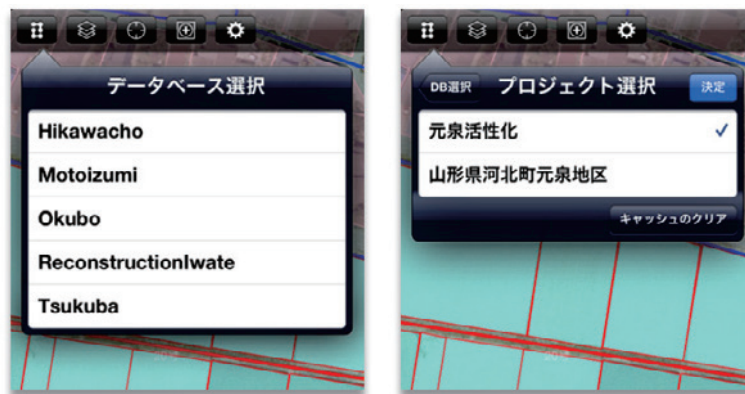 データベース選択
Hikawacho
Motoizumi
Okubo
ReconstructionIwate
Tsukuba
DB選択
プロジェクト選択
決定
元泉活性化
山形県河北町元泉地区
キャッシュのクリア